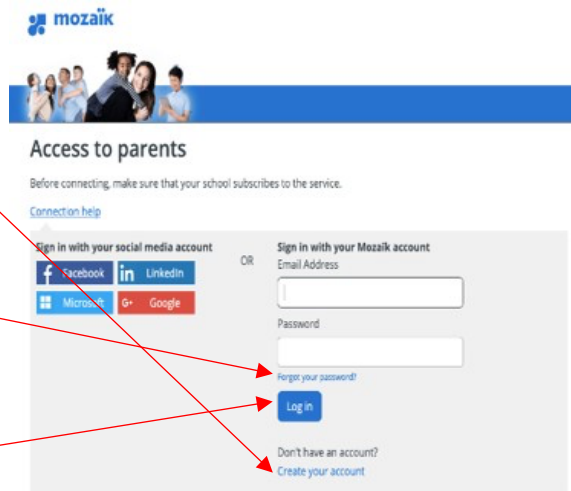 mozaïk
Access to parents
Before connecting, make sure that your school subscribes to the service.
Connection help
Sign in with your social media account
Facebook
in LinkedIn
Microsoft
G+ Google
OR
Sign in with your Mozaïk account
Email Address
Password
Forgot your password?
Log in
Don't have an account?
Create your account